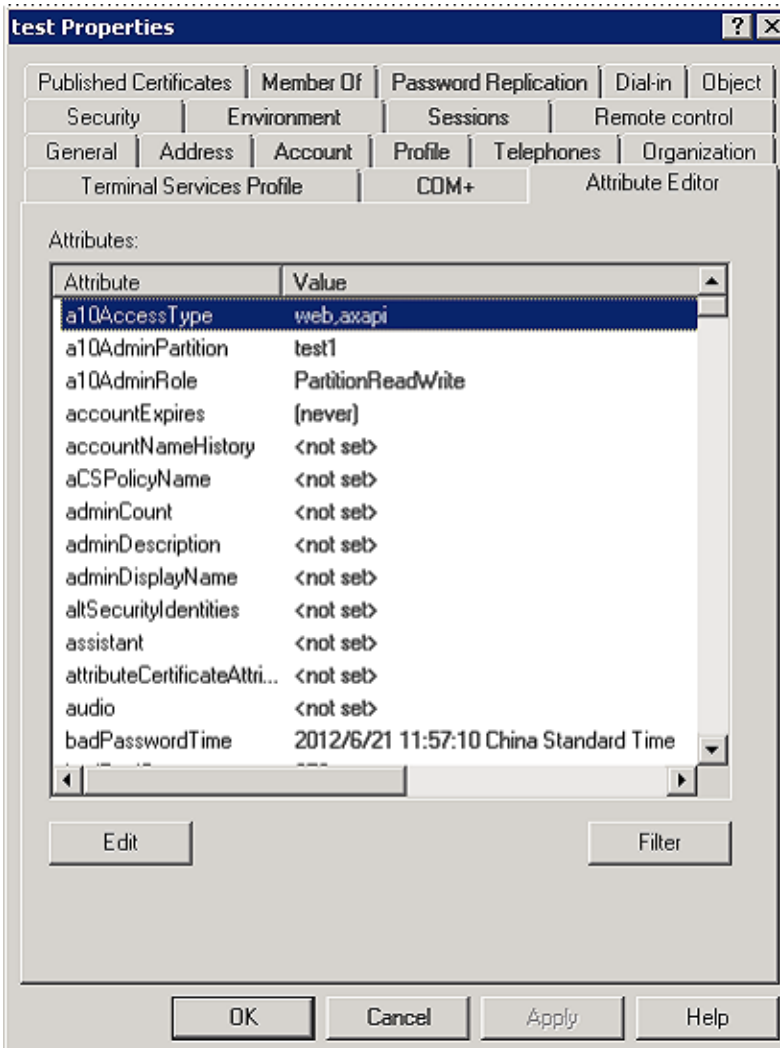 test Properties
Published Certificates Member Of Password Replication Dial-in Object
Security Environment Sessions Remote control
General Address Account Profile Telephones Organization
Terminal Services Profile COM+ Attribute Editor
Attributes:
Attribute Value
a10AccessType web,axapi
a10AdminPartition test1
a10AdminRole PartitionReadWrite
accountExpires (never)
accountNameHistory <not set>
aCSPolicyName <not set>
adminCount <not set>
adminDescription <not set>
adminDisplayName <not set>
altSecurityIdentities <not set>
assistant <not set>
attributeCertificateAttri... <not set>
audio <not set>
badPasswordTime 2012/6/21 11:57:10 China Standard Time
Edit Filter
OK Cancel Apply Help